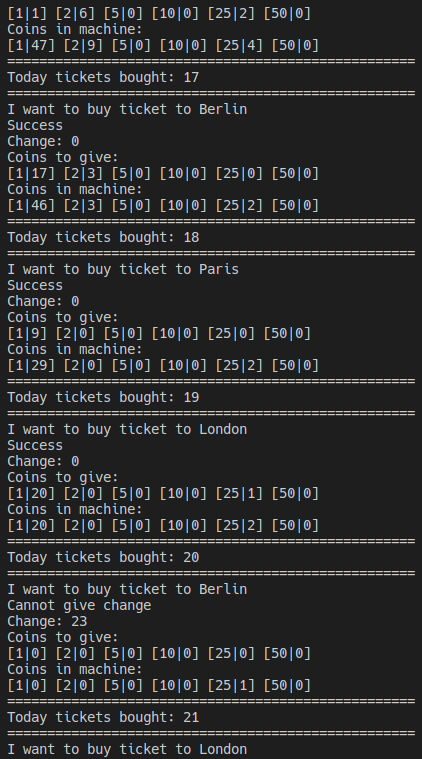 [1|1] [2|6] [5|0] [10|0] [25|2] [50|0]
Coins in machine:
[1|47] [2|9] [5|0] [10|0] [25|4] [50|0]
===================================================
Today tickets bought: 17
===================================================
I want to buy ticket to Berlin
Success
Change: 0
Coins to give:
[1|17] [2|3] [5|0] [10|0] [25|0] [50|0]
Coins in machine:
[1|46] [2|3] [5|0] [10|0] [25|2] [50|0]
===================================================
Today tickets bought: 18
===================================================
I want to buy ticket to Paris
Success
Change: 0
Coins to give:
[1|9] [2|0] [5|0] [10|0] [25|0] [50|0]
Coins in machine:
[1|29] [2|0] [5|0] [10|0] [25|2] [50|0]
===================================================
Today tickets bought: 19
===================================================
I want to buy ticket to London
Success
Change: 0
Coins to give:
[1|20] [2|0] [5|0] [10|0] [25|1] [50|0]
Coins in machine:
[1|20] [2|0] [5|0] [10|0] [25|2] [50|0]
===================================================
Today tickets bought: 20
===================================================
I want to buy ticket to Berlin
Cannot give change
Change: 23
Coins to give:
[1|0] [2|0] [5|0] [10|0] [25|0] [50|0]
Coins in machine:
[1|0] [2|0] [5|0] [10|0] [25|1] [50|0]
===================================================
Today tickets bought: 21
===================================================
I want to buy ticket to London